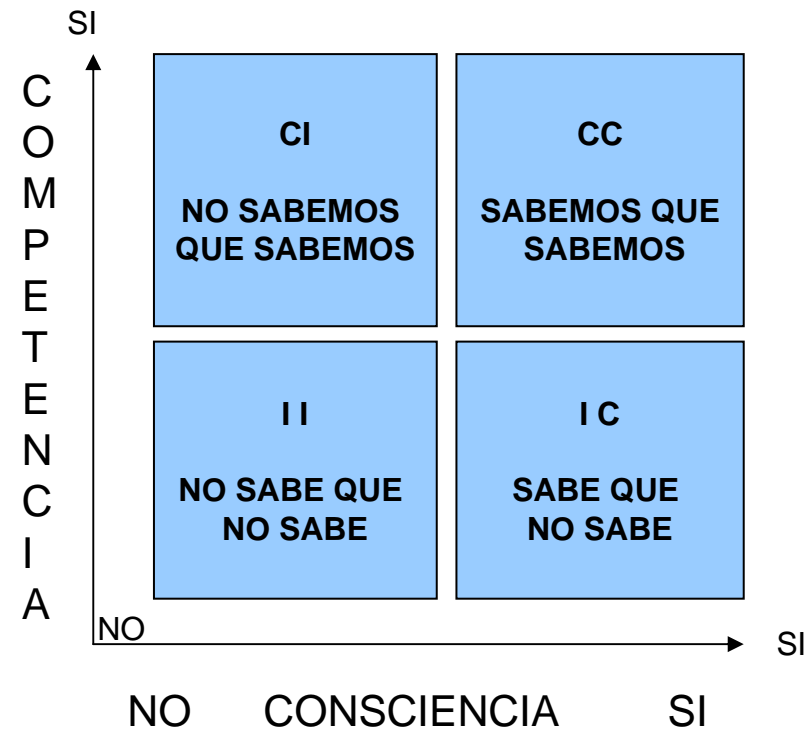 SI
COMPETENCIA
CI
NO SABEMOS
QUE SABEMOS
CC
SABEMOS QUE
SABEMOS
I I
NO SABE QUE
NO SABE
I C
SABE QUE
NO SABE
NO
SI
NO CONSCIENCIA SI